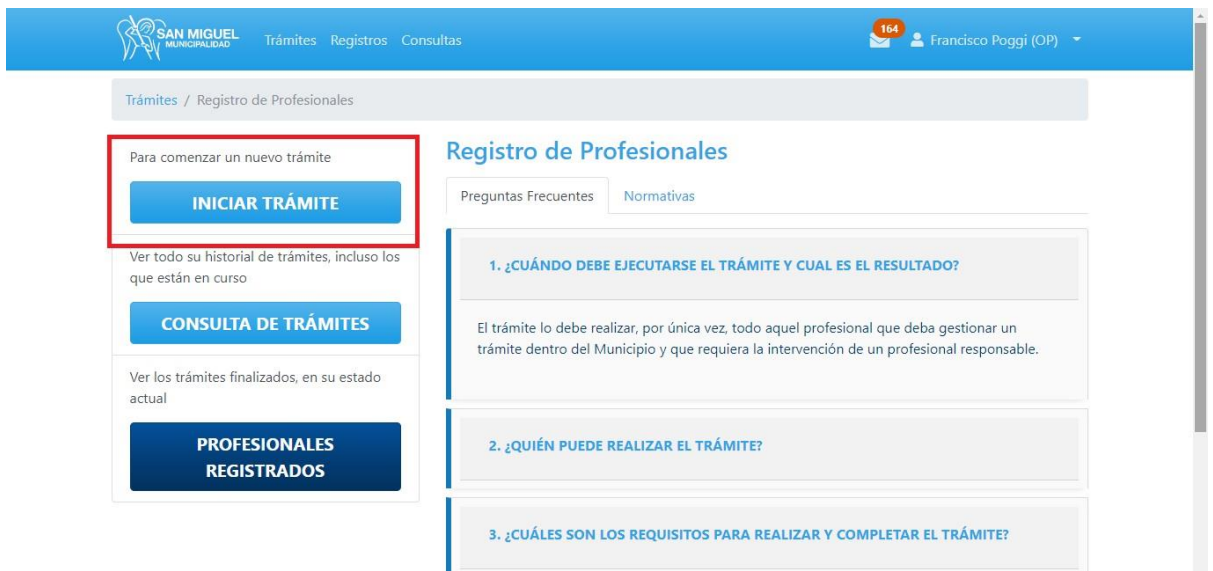 SAN MIGUEL
MUNICIPALIDAD
Trámites Registros Consultas
164
Francisco Poggi (OP)
Trámites / Registro de Profesionales
Para comenzar un nuevo trámite
INICIAR TRÁMITE
Ver todo su historial de trámites, incluso los
que están en curso
CONSULTA DE TRÁMITES
Ver los trámites finalizados, en su estado
actual
PROFESIONALES
REGISTRADOS
Registro de Profesionales
Preguntas Frecuentes Normativas
1. ¿CUÁNDO DEBE EJECUTARSE EL TRÁMITE Y CUAL ES EL RESULTADO?
El trámite lo debe realizar, por única vez, todo aquel profesional que deba gestionar un
trámite dentro del Municipio y que requiera la intervención de un profesional responsable.
2. ¿QUIÉN PUEDE REALIZAR EL TRÁMITE?
3. ¿CUÁLES SON LOS REQUISITOS PARA REALIZAR Y COMPLETAR EL TRÁMITE?